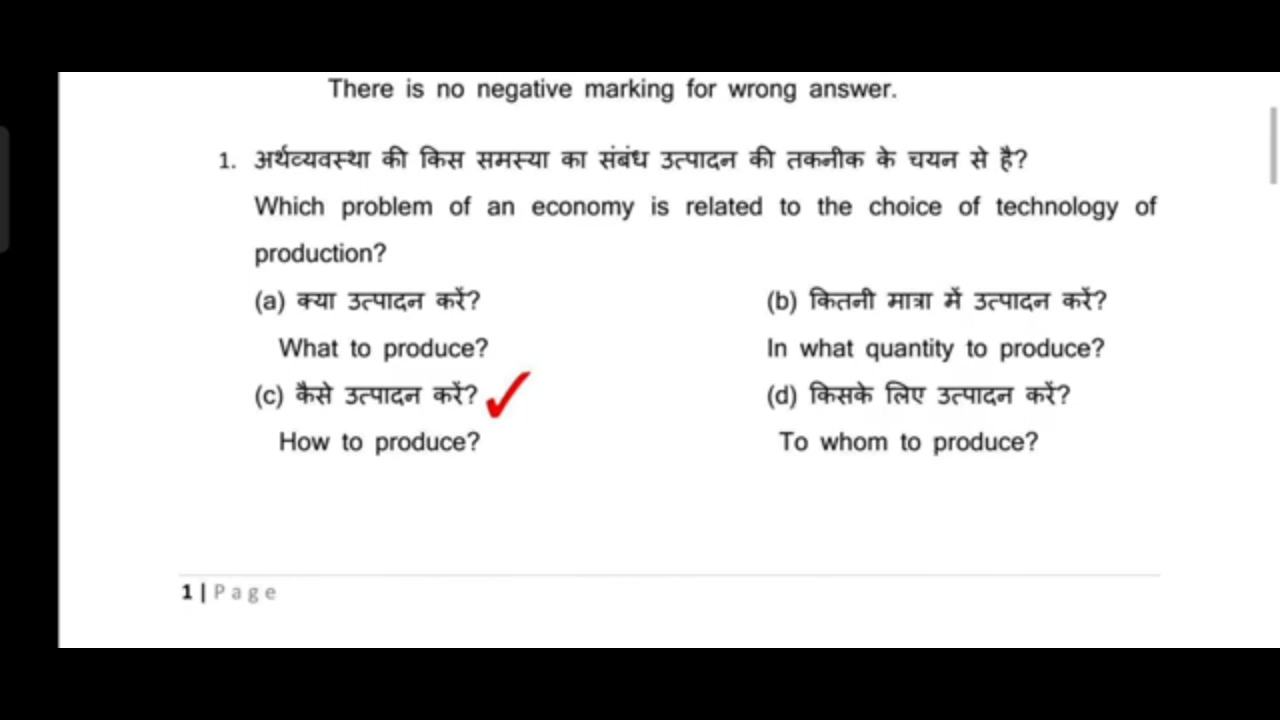 There is no negative marking for wrong answer.
1. अर्थव्यवस्था की किस समस्या का संबंध उत्पादन की तकनीक के चयन से है?
Which problem of an economy is related to the choice of technology of
production?
(a) क्या उत्पादन करें? (b) कितनी मात्रा में उत्पादन करें?
What to produce? In what quantity to produce?
(c) कैसे उत्पादन करें? (d) किसके लिए उत्पादन करें?
How to produce? To whom to produce?
1 | Page